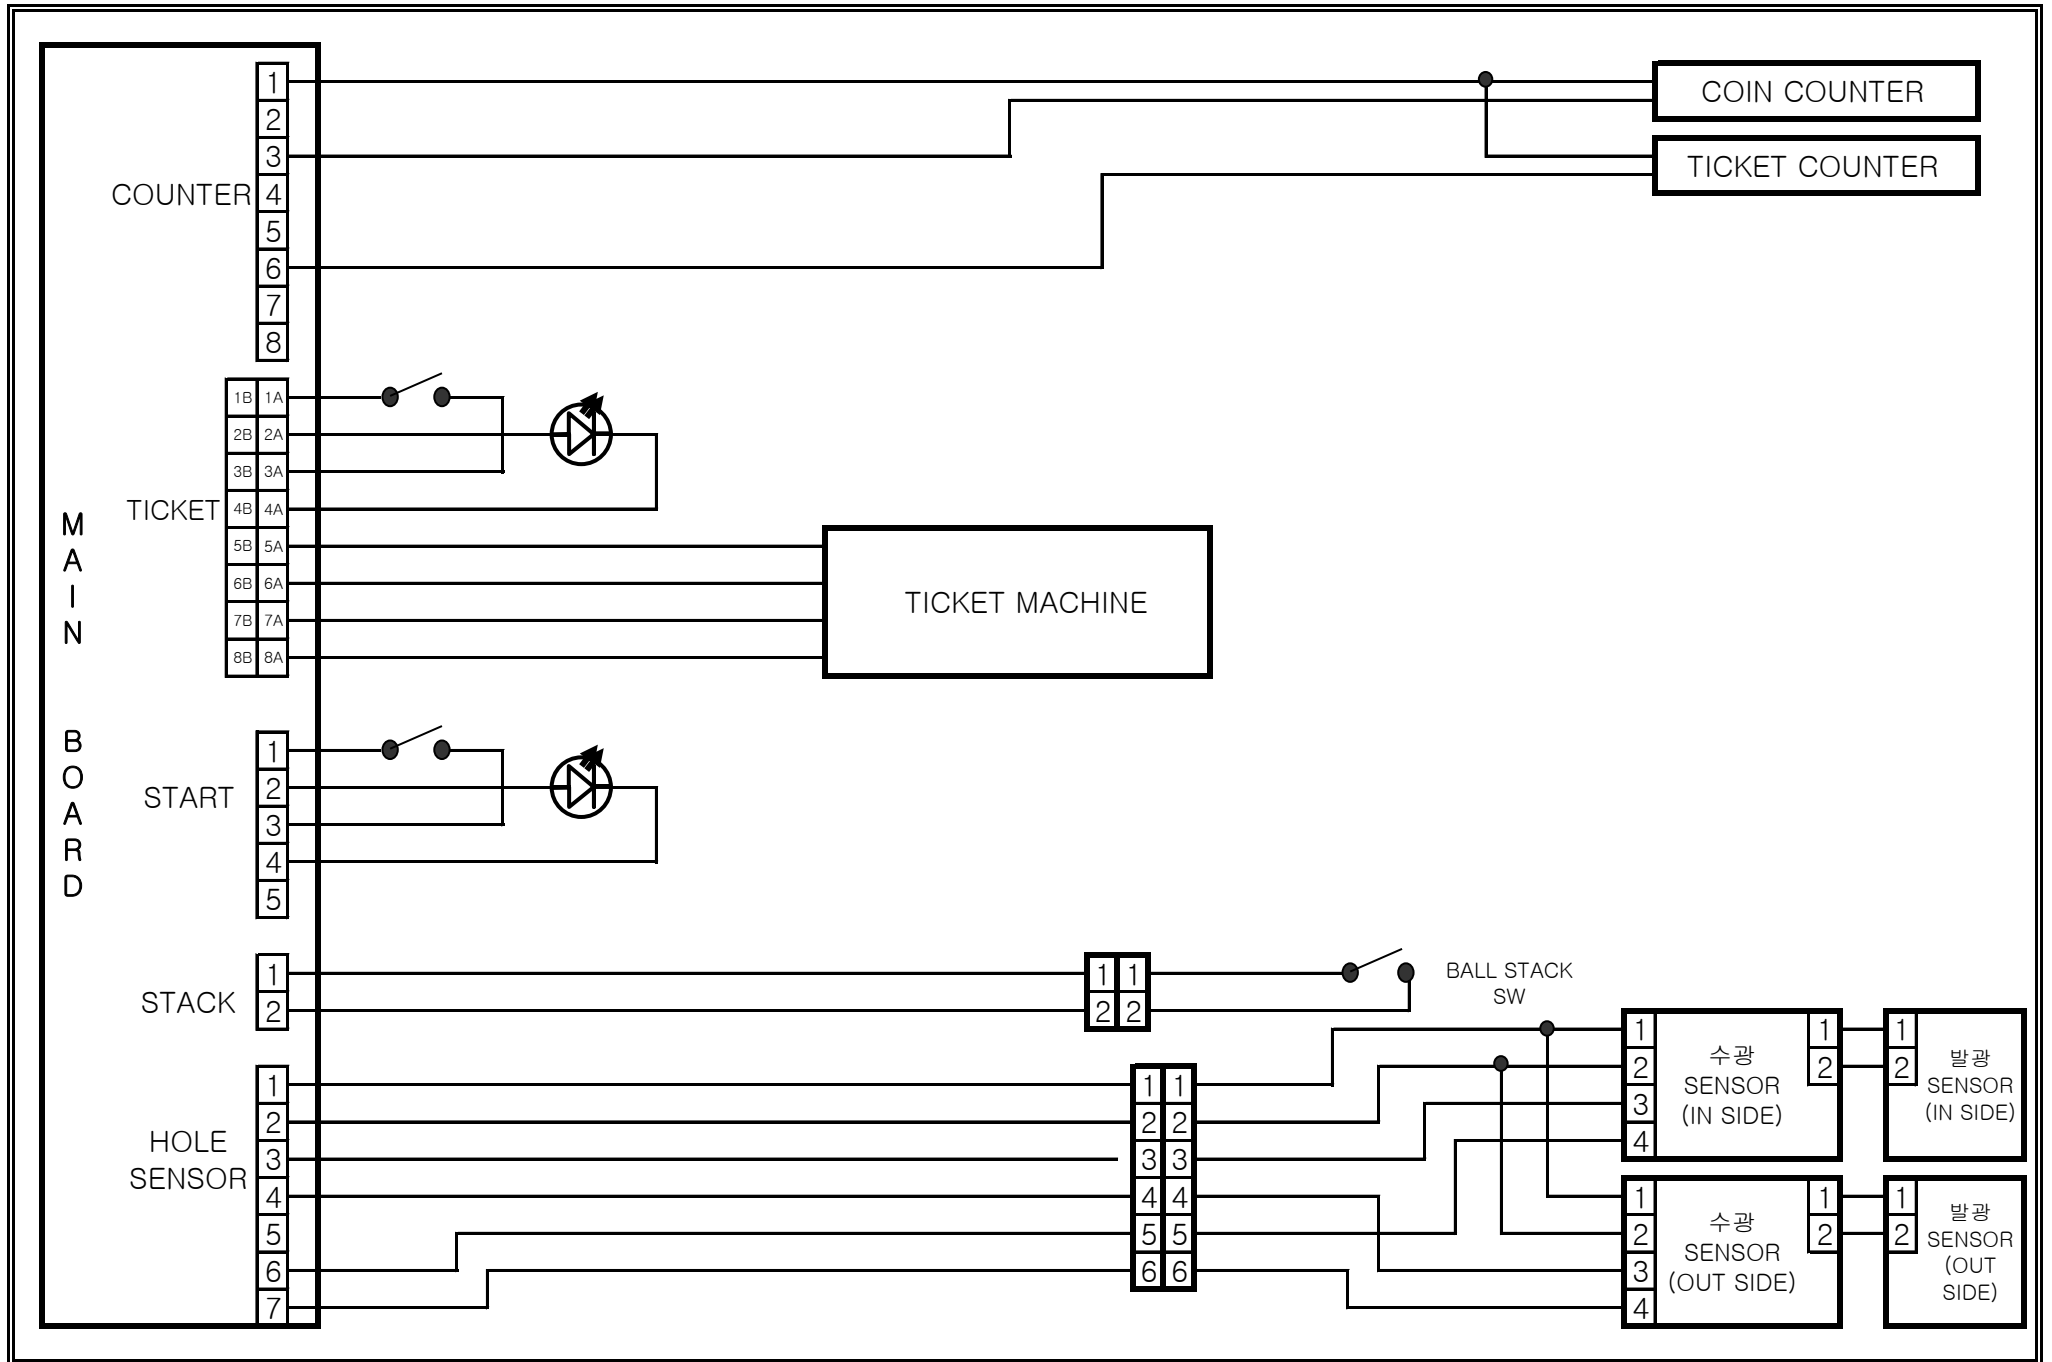 MAIN
BOARD
COUNTER
1
2
3
4
5
6
7
8
COIN COUNTER
TICKET COUNTER
TICKET
1B 1A
2B 2A
3B 3A
4B 4A
5B 5A
6B 6A
7B 7A
8B 8A
TICKET MACHINE
START
1
2
3
4
5
STACK
1
2
1 1
2 2
BALL STACK
SW
HOLE
SENSOR
1
2
3
4
5
6
7
1 1
2 2
3 3
4 4
5 5
6 6
1
2
3
4
수광
SENSOR
(IN SIDE)
1
2
1
2
발광
SENSOR
(IN SIDE)
1
2
3
4
수광
SENSOR
(OUT SIDE)
1
2
1
2
발광
SENSOR
(OUT
SIDE)